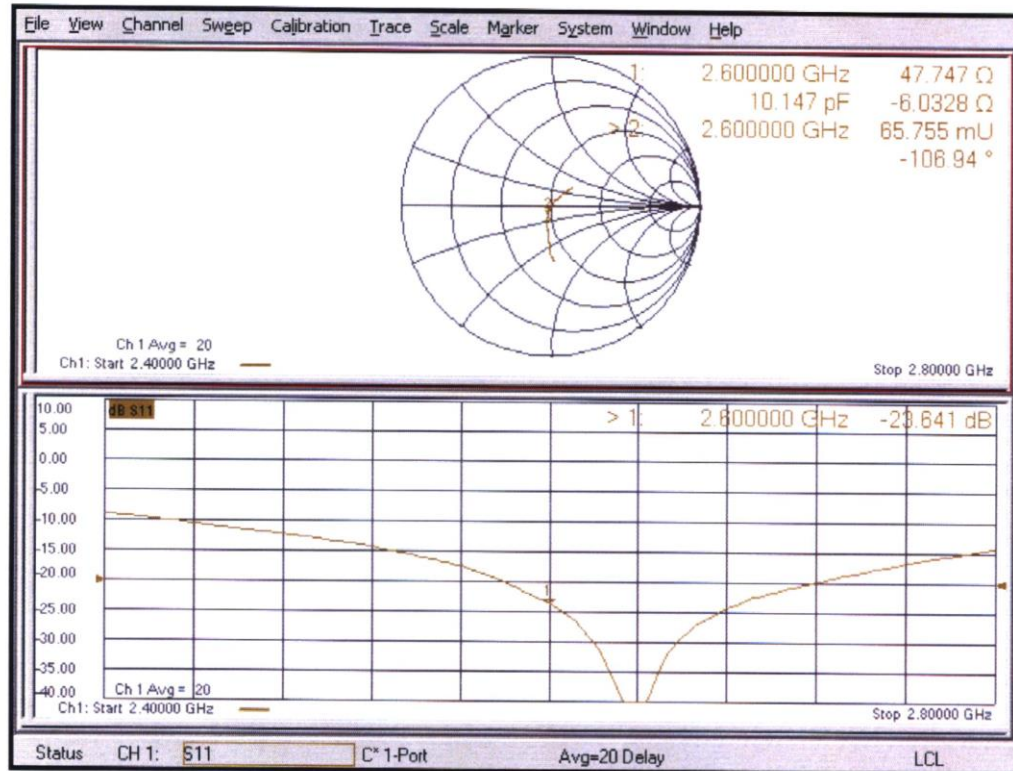 File View Channel Sweep Calibration Trace Scale Marker System Window Help
1: 2.600000 GHz 47.747 Ω
10.147 pF -6.0328 Ω
> 2: 2.600000 GHz 65.755 mU
-106.94 °
Ch 1 Avg = 20
Ch1: Start 2.40000 GHz
Stop 2.80000 GHz
10.00
dB S11
> 1: 2.600000 GHz -23.641 dB
5.00
0.00
-5.00
-10.00
-15.00
-20.00
-25.00
1
-30.00
-35.00
-40.00
Ch 1 Avg = 20
Ch1: Start 2.40000 GHz
Stop 2.80000 GHz
Status CH 1: S11 C* 1-Port Avg=20 Delay LCL